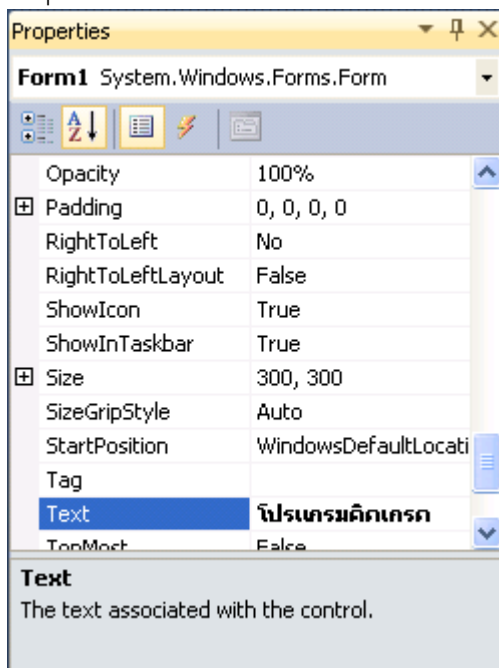 Properties
Form1 System.Windows.Forms.Form
Opacity 100%
Padding 0, 0, 0, 0
RightToLeft No
RightToLeftLayout False
ShowIcon True
ShowInTaskbar True
Size 300, 300
SizeGripStyle Auto
StartPosition WindowsDefaultLocati
Tag
Text โปรแกรมคิดเกรด
TopMost False
Text
The text associated with the control.